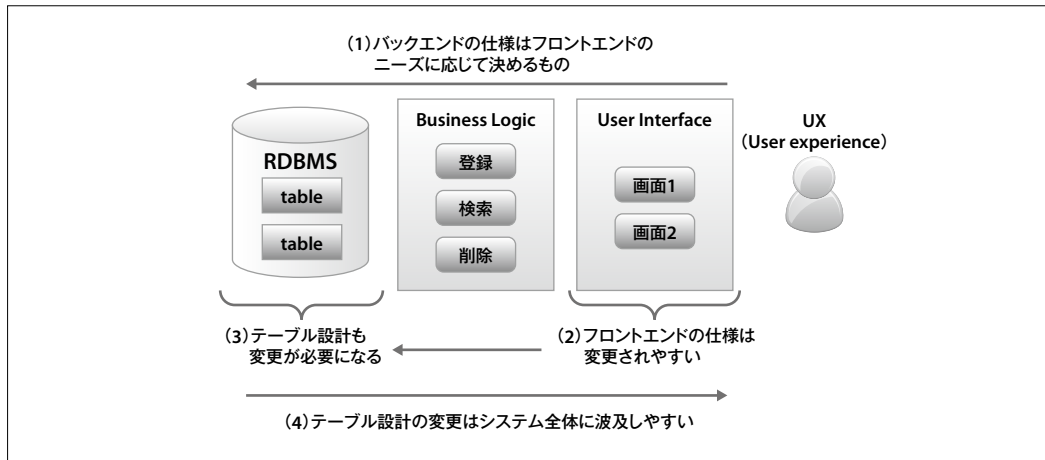 (1)バックエンドの仕様はフロントエンドの
ニーズに応じて決めるもの
RDBMS
table
table
Business Logic
登録
検索
削除
User Interface
画面1
画面2
UX
(User experience)
(3)テーブル設計も
変更が必要になる
(2)フロントエンドの仕様は
変更されやすい
(4)テーブル設計の変更はシステム全体に波及しやすい